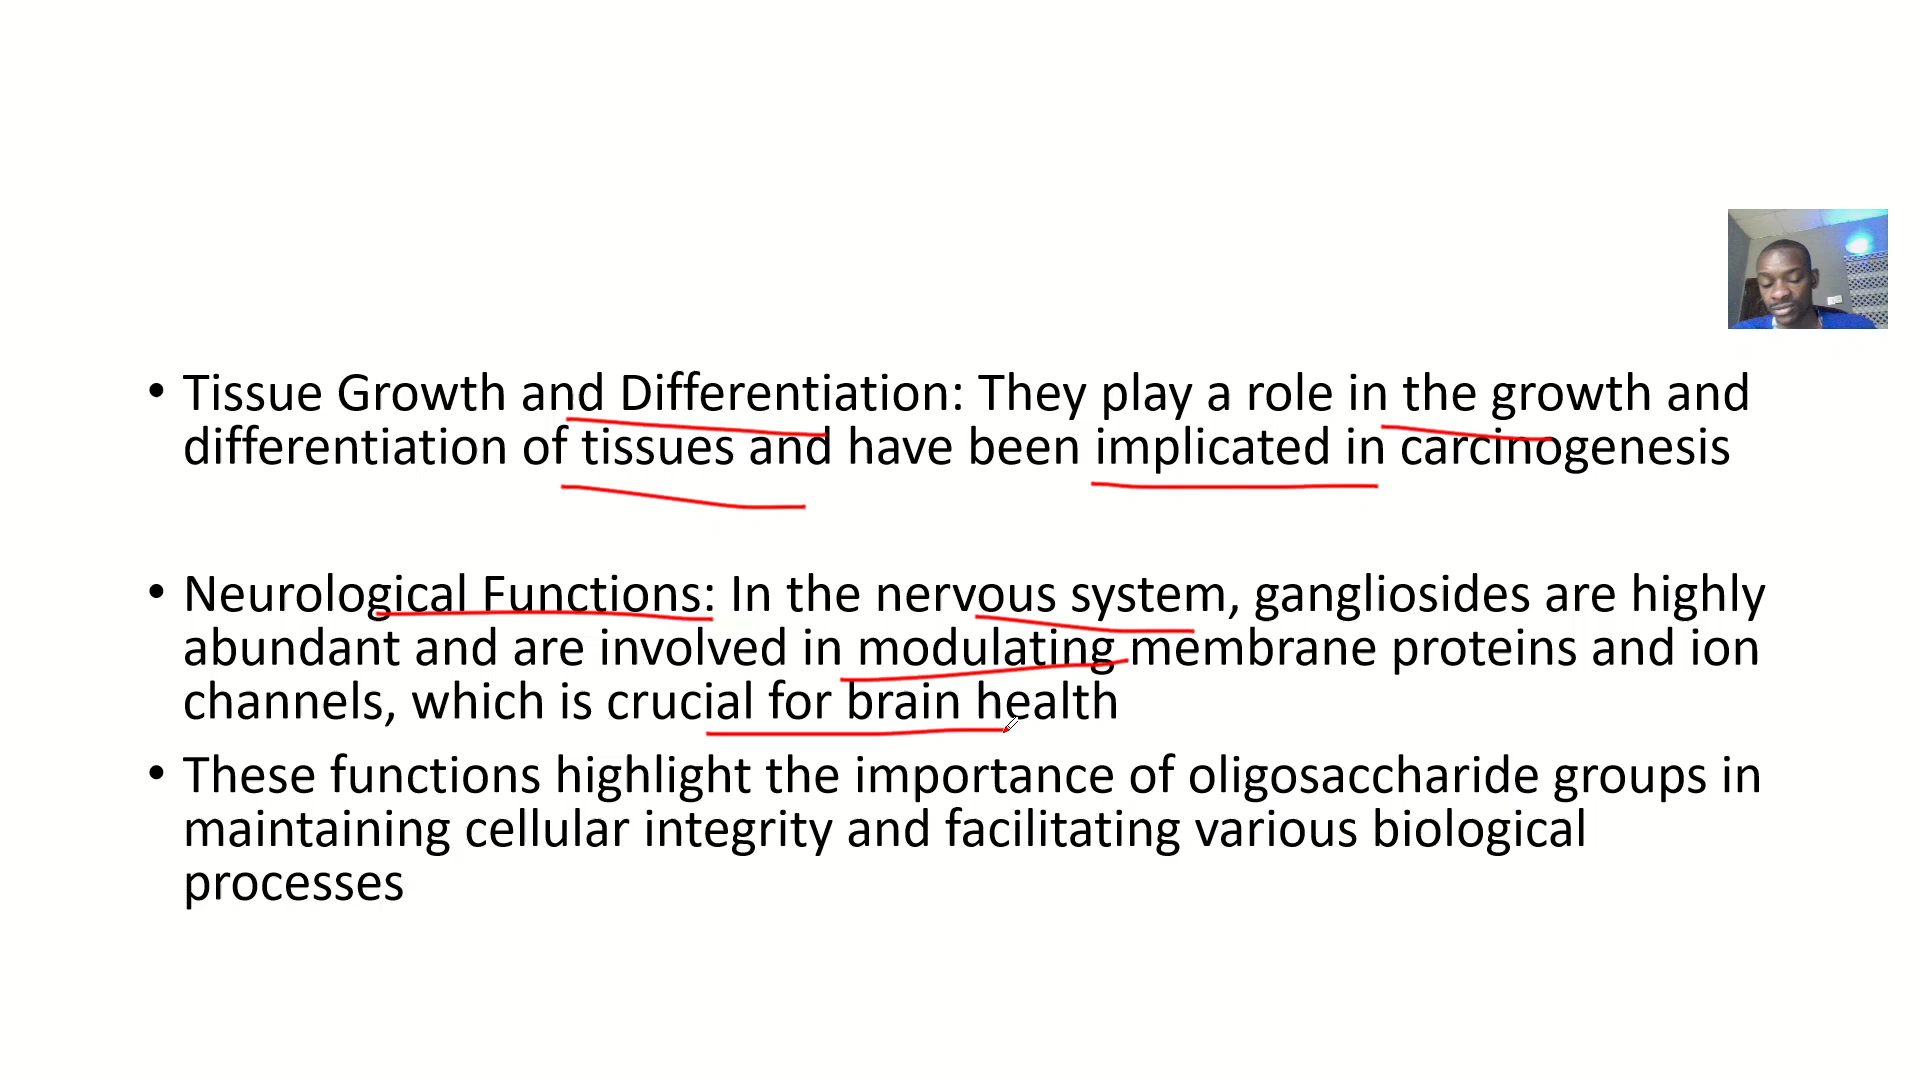 • Tissue Growth and Differentiation: They play a role in the growth and
differentiation of tissues and have been implicated in carcinogenesis
• Neurological Functions: In the nervous system, gangliosides are highly
abundant and are involved in modulating membrane proteins and ion
channels, which is crucial for brain health
• These functions highlight the importance of oligosaccharide groups in
maintaining cellular integrity and facilitating various biological
processes